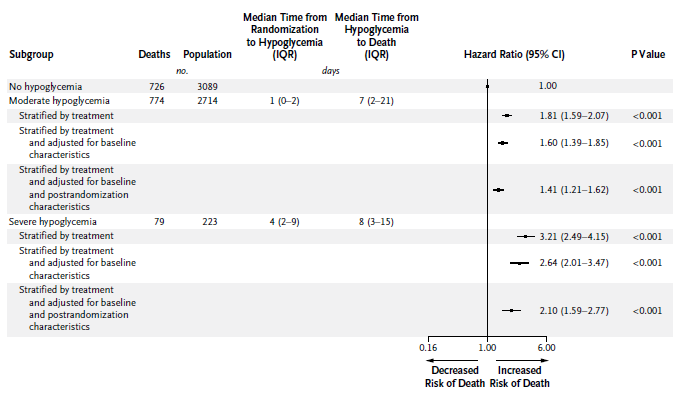 Median Time from Median Time from
Randomization Hypoglycemia
to Hypoglycemia to Death
Subgroup Deaths Population (IQR) (IQR) Hazard Ratio (95% CI) P Value
no. days
No hypoglycemia 726 3089 1.00
Moderate hypoglycemia 774 2714 1 (0–2) 7 (2–21)
Stratified by treatment 1.81 (1.59–2.07) <0.001
Stratified by treatment
and adjusted for baseline 1.60 (1.39–1.85) <0.001
characteristics
Stratified by treatment
and adjusted for baseline 1.41 (1.21–1.62) <0.001
and postrandomization
characteristics
Severe hypoglycemia 79 223 4 (2–9) 8 (3–15)
Stratified by treatment 3.21 (2.49–4.15) <0.001
Stratified by treatment
and adjusted for baseline 2.64 (2.01–3.47) <0.001
characteristics
Stratified by treatment
and adjusted for baseline
and postrandomization 2.10 (1.59–2.77) <0.001
characteristics
0.16 1.00 6.00
Decreased Increased
Risk of Death Risk of Death